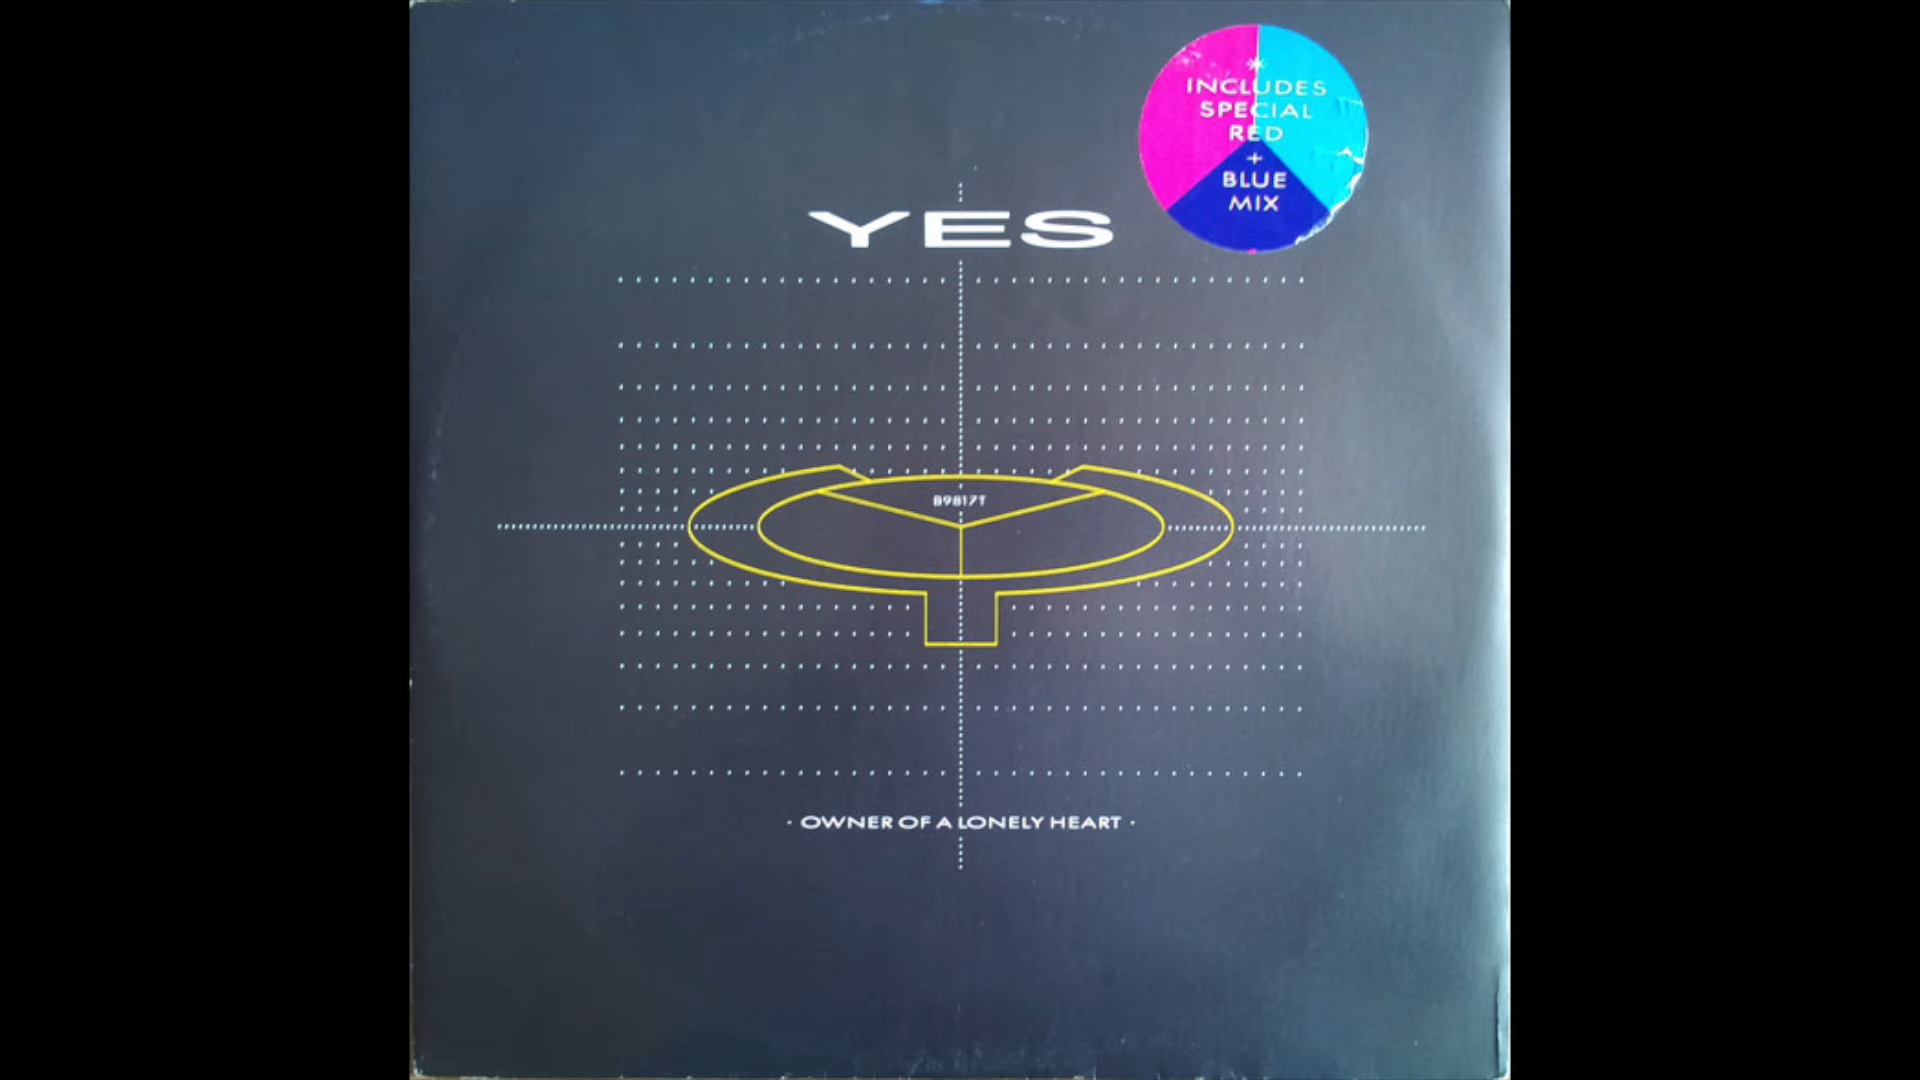 *
INCLUDES
SPECIAL
RED
+
BLUE
MIX
YES
B9817T
· OWNER OF A LONELY HEART ·